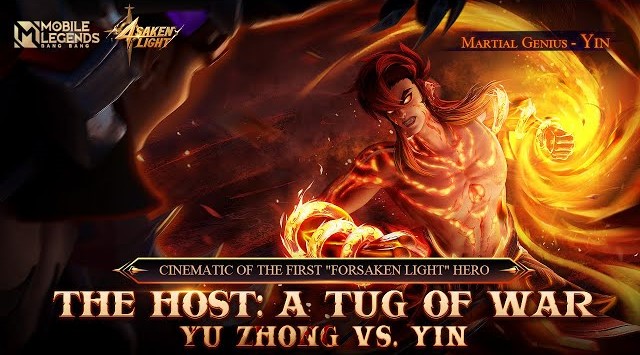 MOBILE
LEGENDS
BANG BANG
FORSAKEN
LIGHT
MARTIAL GENIUS - YIN
CINEMATIC OF THE FIRST "FORSAKEN LIGHT" HERO
THE HOST: A TUG OF WAR
YU ZHONG VS. YIN